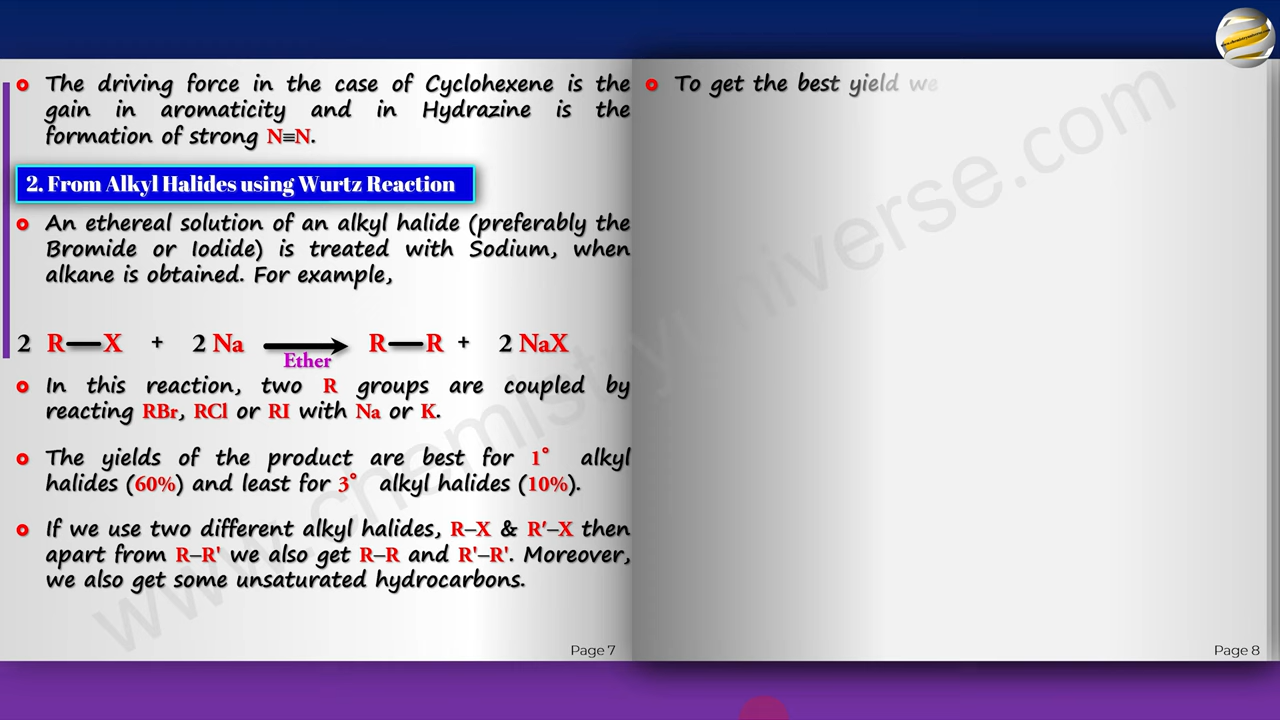 The driving force in the case of Cyclohexene is the
gain in aromaticity and in Hydrazine is the
formation of strong N≡N.
2. From Alkyl Halides using Wurtz Reaction
An ethereal solution of an alkyl halide (preferably the
Bromide or Iodide) is treated with Sodium, when
alkane is obtained. For example,
2 R—X + 2 Na ⟶ R—R + 2 NaX
Ether
In this reaction, two R groups are coupled by
reacting RBr, RCl or RI with Na or K.
The yields of the product are best for 1° alkyl
halides (60%) and least for 3° alkyl halides (10%).
If we use two different alkyl halides, R–X & R′–X then
apart from R–R' we also get R–R and R'–R'. Moreover,
we also get some unsaturated hydrocarbons.
Page 7
To get the best yield we
Page 8
www.chemistryuniverse.com